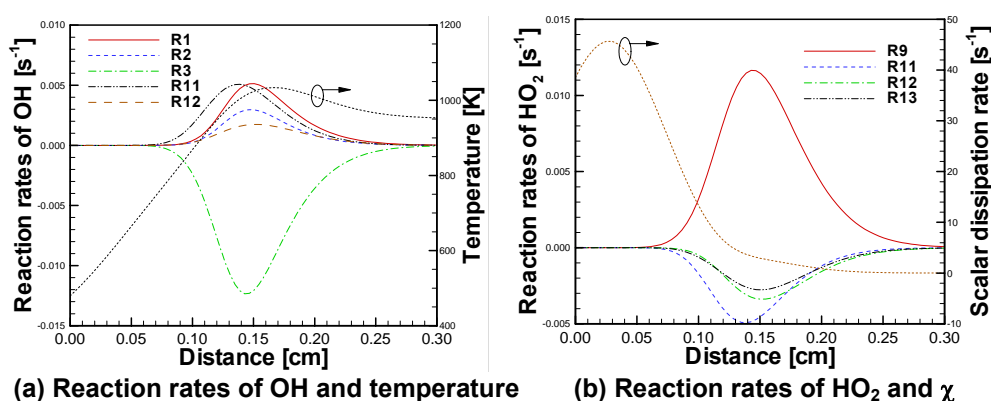 Reaction rates of OH [s⁻¹]
0.010
0.005
0.000
-0.005
-0.010
-0.015
R1
R2
R3
R11
R12
1200
1000
800
600
400
Temperature [K]
0.00 0.05 0.10 0.15 0.20 0.25 0.30
Distance [cm]
(a) Reaction rates of OH and temperature
Reaction rates of HO₂ [s⁻¹]
0.015
0.010
0.005
0.000
-0.005
R9
R11
R12
R13
50
40
30
20
10
0
-10
Scalar dissipation rate [s⁻¹]
0.00 0.05 0.10 0.15 0.20 0.25 0.30
Distance [cm]
(b) Reaction rates of HO₂ and χ